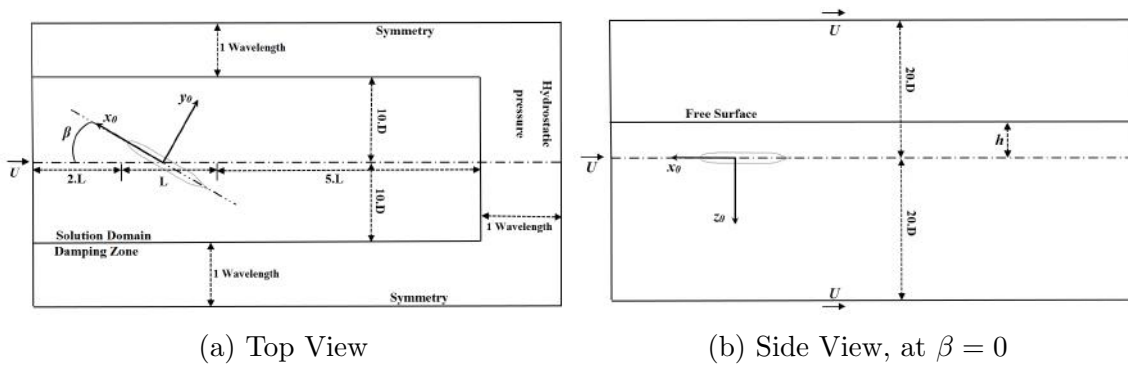 Symmetry
1 Wavelength
Hydrostatic
pressure
y₀
x₀
β
10.D
U
2.L
L
5.L
10.D
1 Wavelength
Solution Domain
Damping Zone
1 Wavelength
Symmetry
(a) Top View
U
20.D
Free Surface
h
U
x₀
z₀
20.D
U
(b) Side View, at β = 0